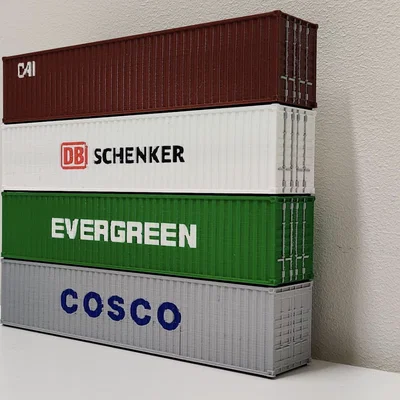 CAI
DB SCHENKER
EVERGREEN
COSCO